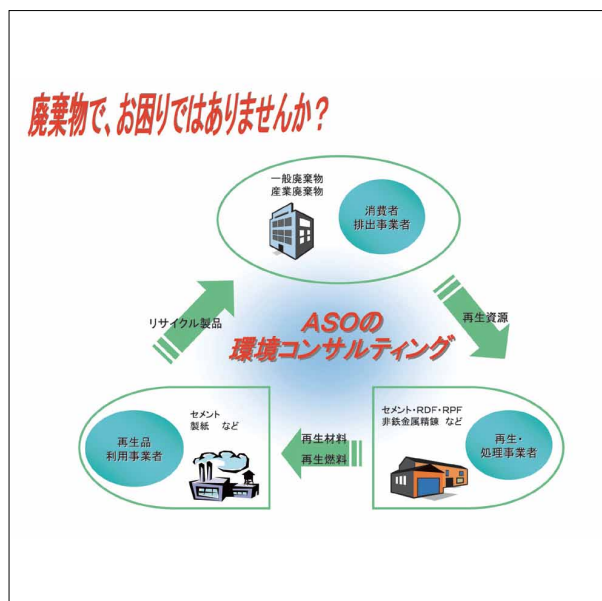 廃棄物で、お困りではありませんか？
一般廃棄物
産業廃棄物
消費者
排出事業者
リサイクル製品
再生資源
ASOの
環境コンサルティング
セメント
製紙 など
再生品
利用事業者
再生材料
再生燃料
セメント・RDF・RPF
非鉄金属精錬 など
再生・
処理事業者